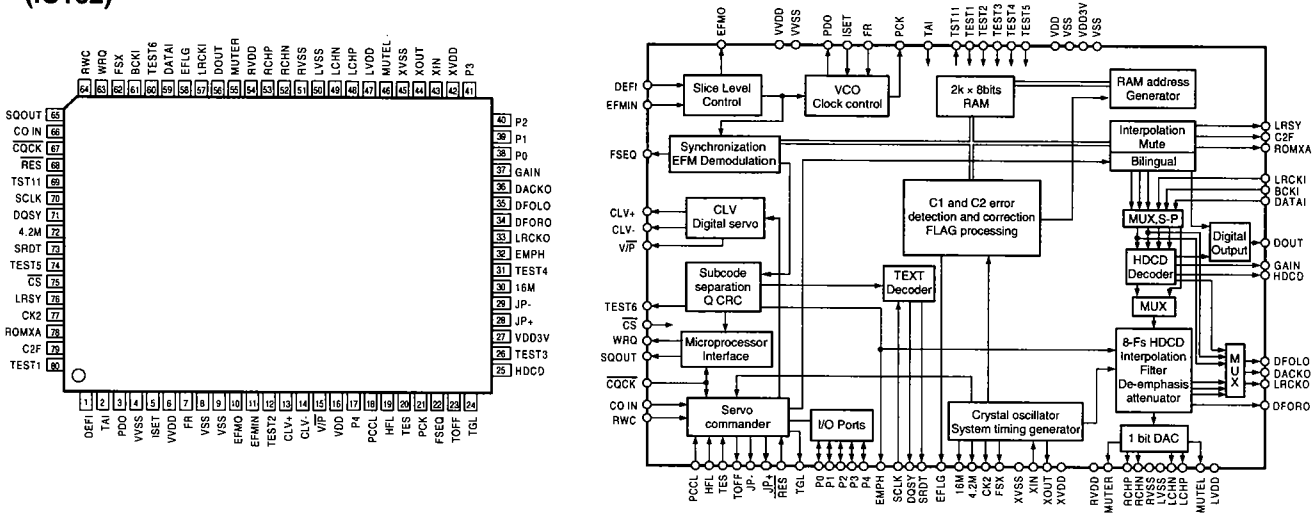 (IC102)
RWC WRQ FSX BCKI TEST6 DATAI EFLG LRCKI DOUT MUTER RVDD RCHP RCHN RVSS LVSS LCHN LCHP LVDD MUTEL XVSS XOUT XIN XVDD P3
64 63 62 61 60 59 58 57 56 55 54 53 52 51 50 49 48 47 46 45 44 43 42 41
SQOUT 65
CO IN 66
CQCK 67
RES 68
TST11 69
SCLK 70
DQSY 71
4.2M 72
SRDT 73
TEST5 74
CS 75
LRSY 76
CK2 77
ROMXA 78
C2F 79
TEST1 80
40 P2
39 P1
38 P0
37 GAIN
36 DACKO
35 DFOLO
34 DFORO
33 LRCKO
32 EMPH
31 TEST4
30 16M
29 JP-
28 JP+
27 VDD3V
26 TEST3
25 HDCD
1 2 3 4 5 6 7 8 9 10 11 12 13 14 15 16 17 18 19 20 21 22 23 24
DEFI TAI PDO VVSS ISET VVDD FR VSS VSS EFMO EFMIN TEST2 CLV+ CLV- V/P VDD P4 PCCL HFL TES PCK FSEQ TOFF TGL
EFMO VVDD VVSS PDO ISET FR PCK TAI TST11 TEST1 TEST2 TEST3 TEST4 TEST5 VDD VSS VDD3V VSS
DEFI
EFMIN
FSEQ
CLV+
CLV-
V/P
TEST6
CS
WRQ
SQOUT
CQCK
CO IN
RWC
Slice Level
Control
VCO
Clock control
2k × 8bits
RAM
RAM address
Generator
Synchronization
EFM Demodulation
Interpolation
Mute
Bilingual
CLV
Digital servo
C1 and C2 error
detection and correction
FLAG processing
MUX,S-P
Digital
Output
HDCD
Decoder
Subcode
separation
Q CRC
TEXT
Decoder
MUX
Microprocessor
Interface
8-Fs HDCD
Interpolation
Filter
De-emphasis
attenuator
M
U
X
Servo
commander
I/O Ports
Crystal oscillator
System timing generator
1 bit DAC
LRSY
C2F
ROMXA
LRCKI
BCKI
DATAI
DOUT
GAIN
HDCD
DFOLO
DACKO
LRCKO
DFORO
PCCL HFL TES TOFF JP- JP+ RES TGL P0 P1 P2 P3 P4 EMPH SCLK DQSY SRDT EFLG 16M 4.2M CK2 FSX XVSS XIN XOUT XVDD RVDD MUTER RCHP RCHN RVSS LVSS LCHN LCHP MUTEL LVDD